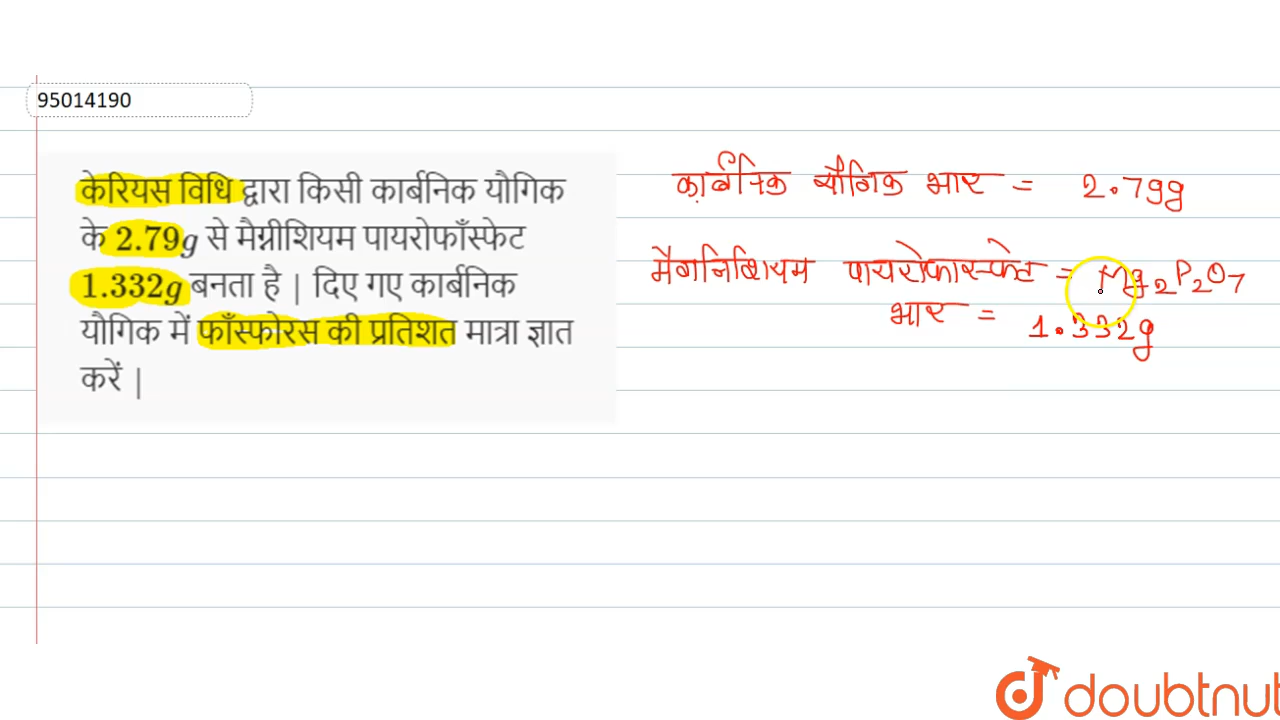 95014190
केरियस विधि द्वारा किसी कार्बनिक यौगिक
के 2.79g से मैग्नीशियम पायरोफाॅस्फेट
1.332g बनता है | दिए गए कार्बनिक
यौगिक में फाॅस्फोरस की प्रतिशत मात्रा ज्ञात
करें |
कार्बनिक यौगिक भार = 2.79g
मैगनिशियम पायरोफास्फेट = Mg2P2O7
भार = 1.332g
doubtnut